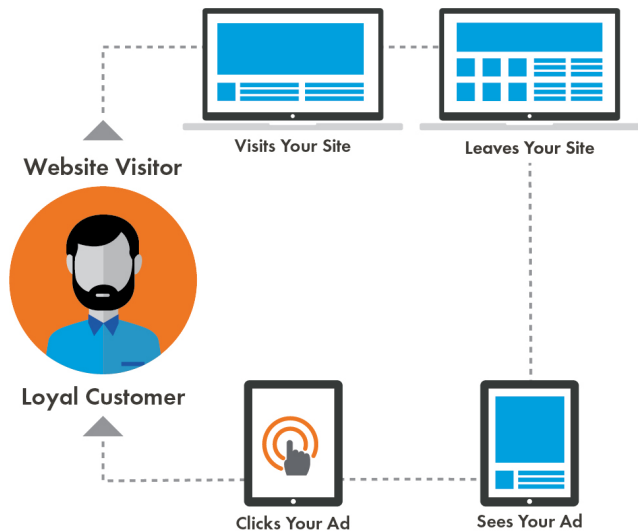 Visits Your Site
Leaves Your Site
Website Visitor
Loyal Customer
Clicks Your Ad
Sees Your Ad